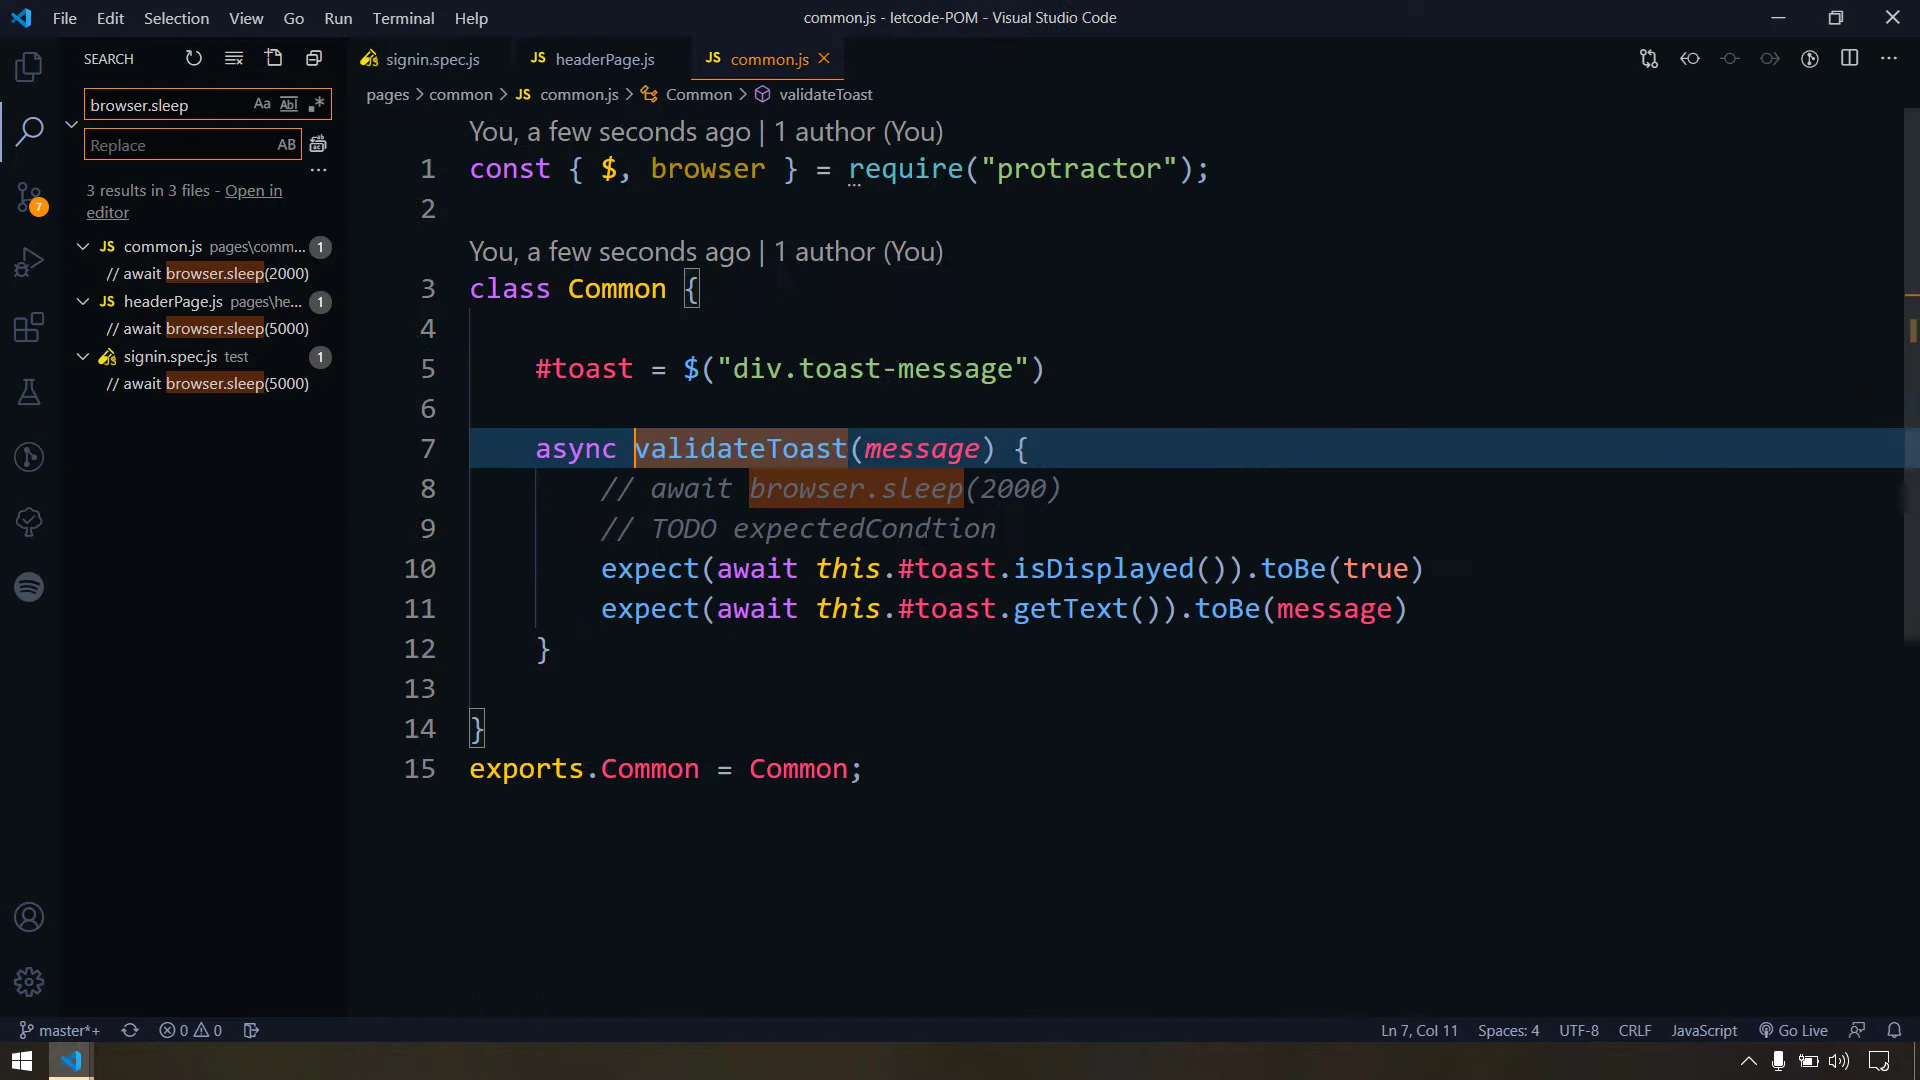 File Edit Selection View Go Run Terminal Help
common.js - letcode-POM - Visual Studio Code
SEARCH
browser.sleep Aa Abl .*
Replace AB
...
3 results in 3 files - Open in
editor
JS common.js pages\comm... 1
// await browser.sleep(2000)
JS headerPage.js pages\he... 1
// await browser.sleep(5000)
signin.spec.js test 1
// await browser.sleep(5000)
7
signin.spec.js JS headerPage.js JS common.js
pages > common > JS common.js > Common > validateToast
You, a few seconds ago | 1 author (You)
1 const { $, browser } = require("protractor");
2
You, a few seconds ago | 1 author (You)
3 class Common {
4
5 #toast = $("div.toast-message")
6
7 async validateToast(message) {
8 // await browser.sleep(2000)
9 // TODO expectedCondtion
10 expect(await this.#toast.isDisplayed()).toBe(true)
11 expect(await this.#toast.getText()).toBe(message)
12 }
13
14 }
15 exports.Common = Common;
master*+ 0 0
Ln 7, Col 11 Spaces: 4 UTF-8 CRLF JavaScript Go Live